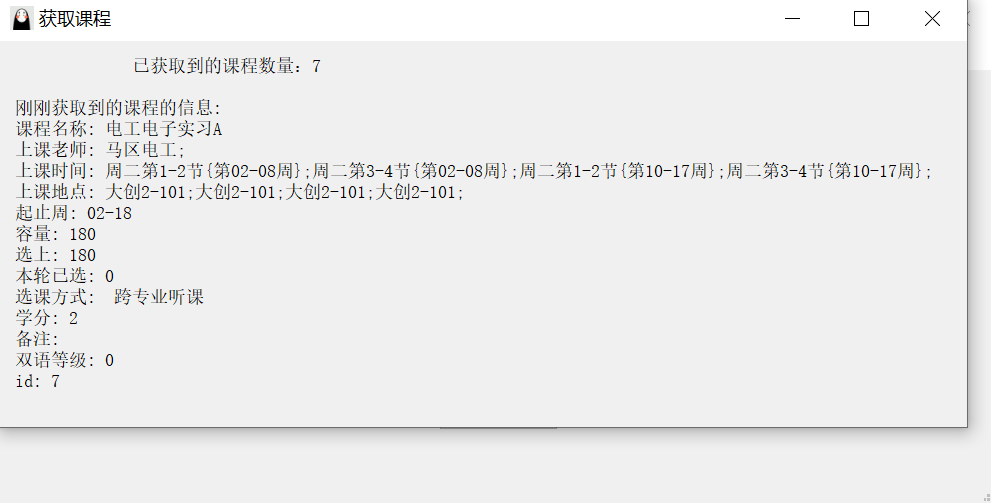 获取课程
已获取到的课程数量: 7
刚刚获取到的课程的信息:
课程名称: 电工电子实习A
上课老师: 马区电工;
上课时间: 周二第1-2节{第02-08周};周二第3-4节{第02-08周};周二第1-2节{第10-17周};周二第3-4节{第10-17周};
上课地点: 大创2-101;大创2-101;大创2-101;大创2-101;
起止周: 02-18
容量: 180
选上: 180
本轮已选: 0
选课方式:  跨专业听课
学分: 2
备注:
双语等级: 0
id: 7